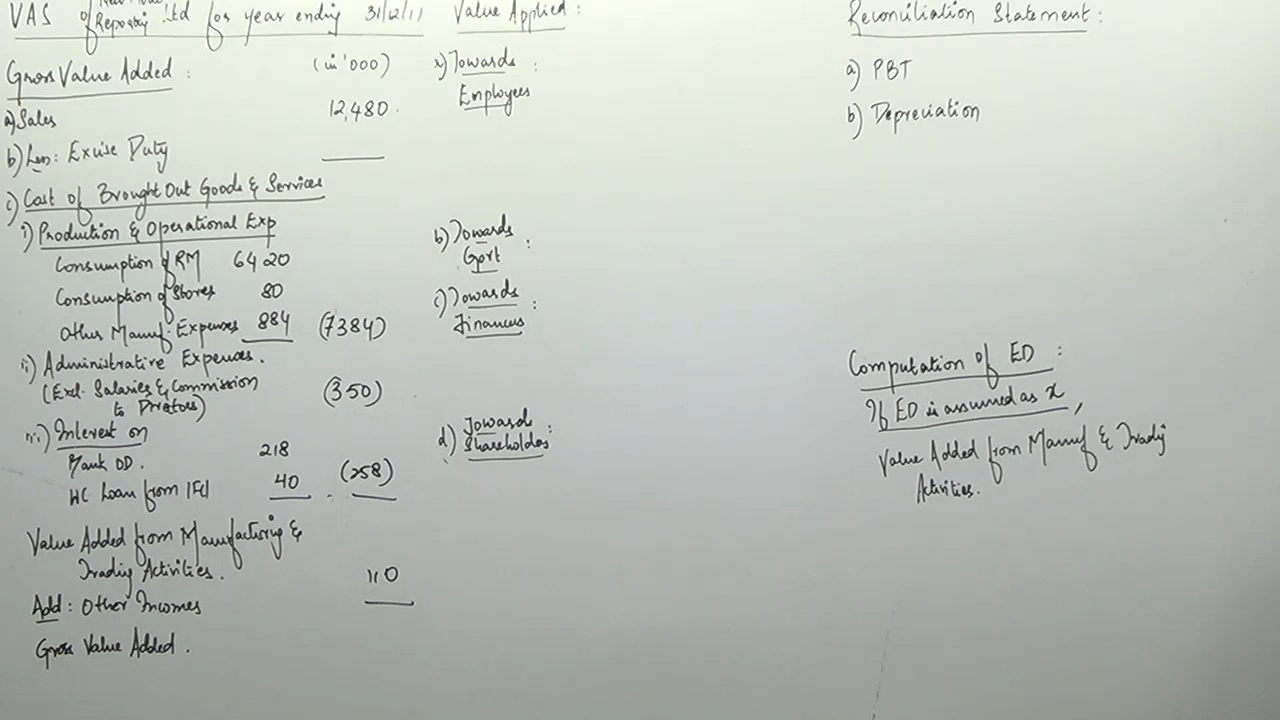 VAS of Reporting Ltd for year ending 31/12/11
Gross Value Added :
(in '000)
a) Sales 12,480
b) Less: Excise Duty
c) Cost of Brought Out Goods & Services
i) Production & Operational Exp
Consumption of RM 6420
Consumption of Stores 80
Other Manuf. Expenses 884 (7384)
ii) Administrative Expenses.
(Excl. Salaries & Commission (350)
to Directors)
iii) Interest on
Bank OD. 218
WC Loan from IFCI 40 (258)
Value Added from Manufacturing &
Trading Activities.
Add: Other Incomes 110
Gross Value Added.
Value Applied :
Towards :
Employees
b) Towards :
Govt
c) Towards :
Financers
d) Towards
Shareholders :
Reconciliation Statement :
a) PBT
b) Depreciation
Computation of ED :
If ED is assumed as x,
Value Added from Manuf & Tradig
Activities.